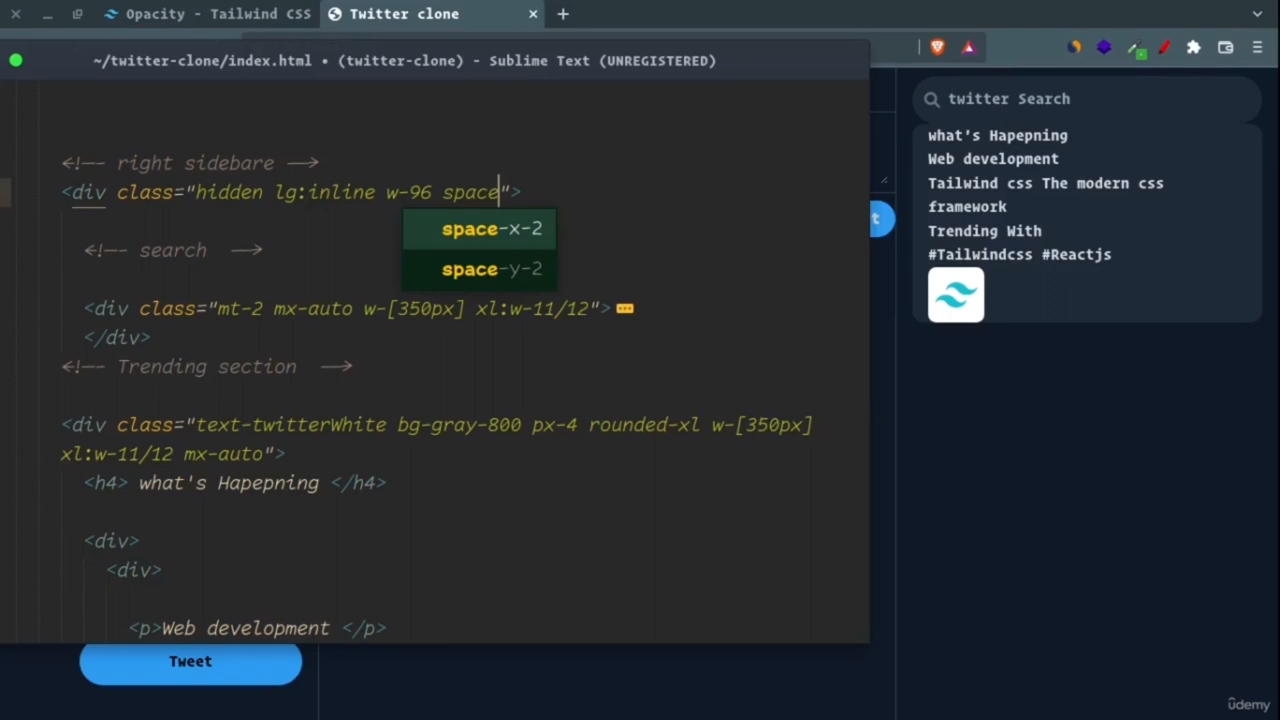 Opacity - Tailwind CSS
Twitter clone
~/twitter-clone/index.html • (twitter-clone) - Sublime Text (UNREGISTERED)
<!-- right sidebare -->
<div class="hidden lg:inline w-96 space">
space-x-2
space-y-2
<!-- search -->
<div class="mt-2 mx-auto w-[350px] xl:w-11/12">
</div>
<!-- Trending section -->
<div class="text-twitterWhite bg-gray-800 px-4 rounded-xl w-[350px]
xl:w-11/12 mx-auto">
<h4> what's Hapepning </h4>
<div>
<div>
<p>Web development </p>
Tweet
t
twitter Search
what's Hapepning
Web development
Tailwind css The modern css
framework
Trending With
#Tailwindcss #Reactjs
ûdemy